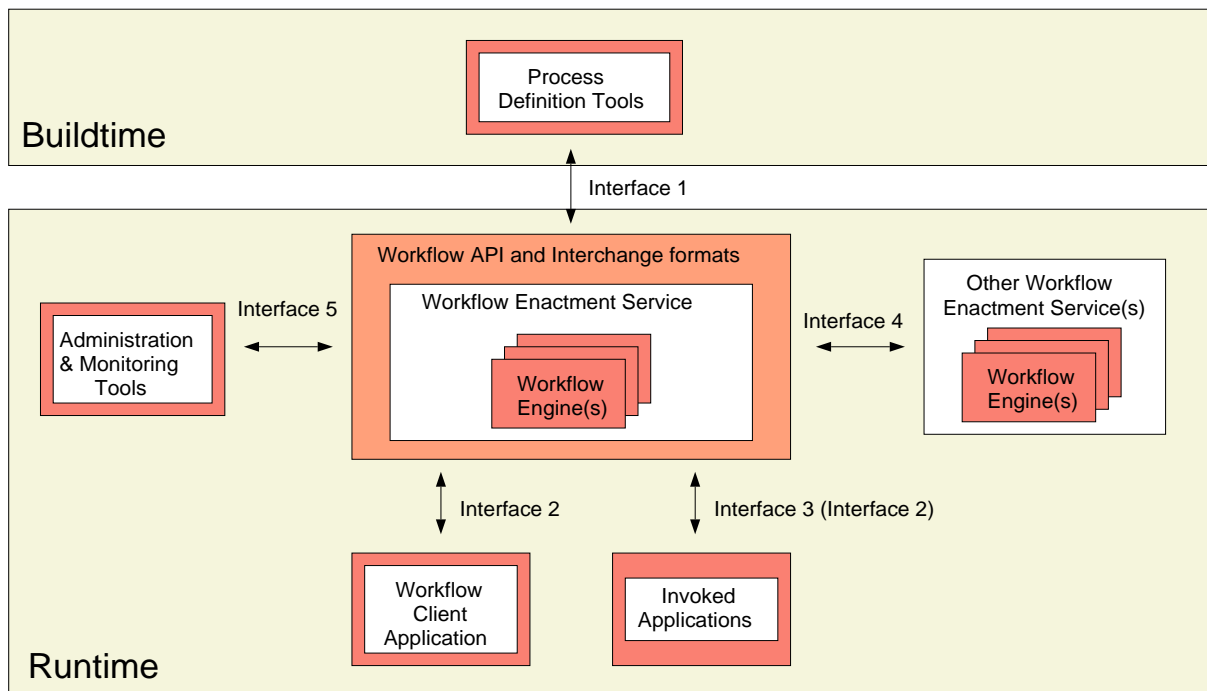 Process
Definition Tools
Buildtime
Interface 1
Workflow API and Interchange formats
Workflow Enactment Service
Workflow
Engine(s)
Interface 5
Administration
& Monitoring
Tools
Interface 4
Other Workflow
Enactment Service(s)
Workflow
Engine(s)
Interface 2
Interface 3 (Interface 2)
Workflow
Client
Application
Invoked
Applications
Runtime